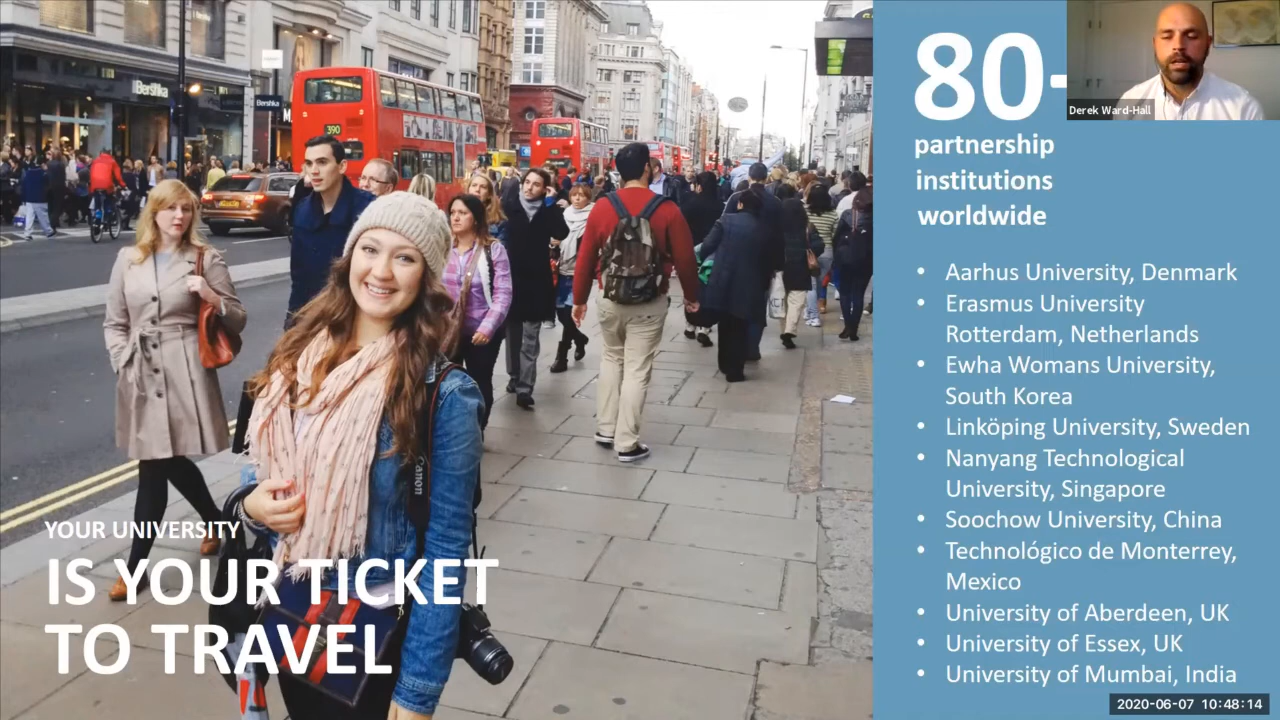 Bershka
Bershka
390
Canon
YOUR UNIVERSITY
IS YOUR TICKET
TO TRAVEL
80
partnership
institutions
worldwide
• Aarhus University, Denmark
• Erasmus University
Rotterdam, Netherlands
• Ewha Womans University,
South Korea
• Linköping University, Sweden
• Nanyang Technological
University, Singapore
• Soochow University, China
• Technológico de Monterrey,
Mexico
• University of Aberdeen, UK
• University of Essex, UK
• University of Mumbai, India
Derek Ward-Hall
2020-06-07 10:48:14